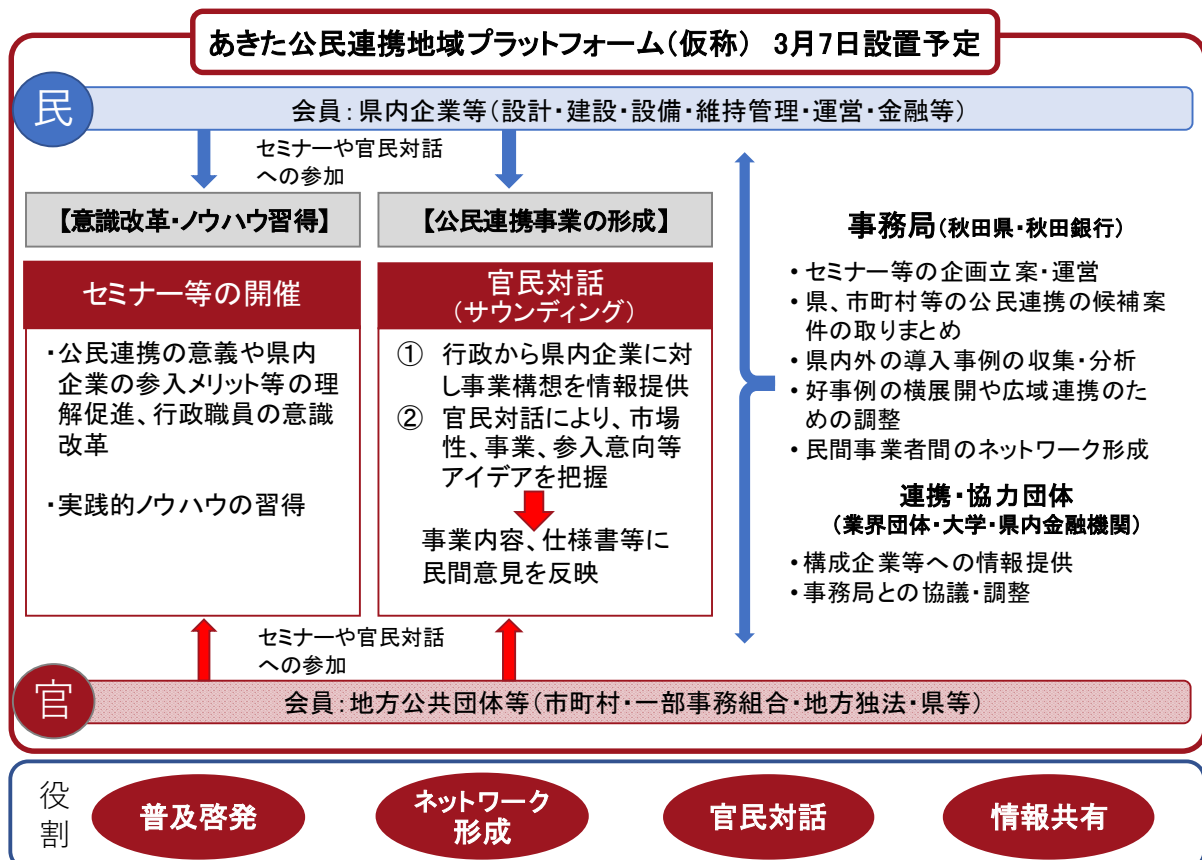 あきた公民連携地域プラットフォーム(仮称) 3月7日設置予定
民
会員:県内企業等(設計・建設・設備・維持管理・運営・金融等)
セミナーや官民対話
への参加
【意識改革・ノウハウ習得】
セミナー等の開催
・公民連携の意義や県内
企業の参入メリット等の理
解促進、行政職員の意識
改革
・実践的ノウハウの習得
【公民連携事業の形成】
官民対話
(サウンディング)
① 行政から県内企業に対
し事業構想を情報提供
② 官民対話により、市場
性、事業、参入意向等
アイデアを把握
事業内容、仕様書等に
民間意見を反映
事務局(秋田県・秋田銀行)
• セミナー等の企画立案・運営
• 県、市町村等の公民連携の候補案
件の取りまとめ
• 県内外の導入事例の収集・分析
• 好事例の横展開や広域連携のた
めの調整
• 民間事業者間のネットワーク形成
連携・協力団体
(業界団体・大学・県内金融機関)
• 構成企業等への情報提供
• 事務局との協議・調整
セミナーや官民対話
への参加
官
会員:地方公共団体等(市町村・一部事務組合・地方独法・県等)
役
割
普及啓発
ネットワーク
形成
官民対話
情報共有